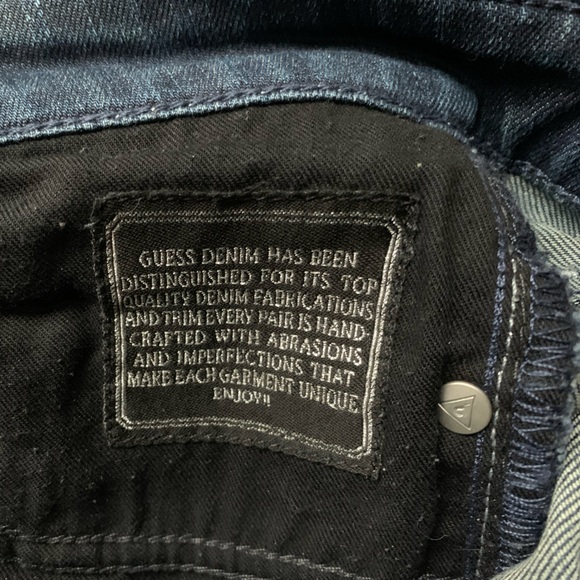 GUESS DENIM HAS BEEN
DISTINGUISHED FOR ITS TOP
QUALITY DENIM FABRICATIONS
AND TRIM EVERY PAIR IS HAND
CRAFTED WITH ABRASIONS
AND IMPERFECTIONS THAT
MAKE EACH GARMENT UNIQUE
ENJOY!!